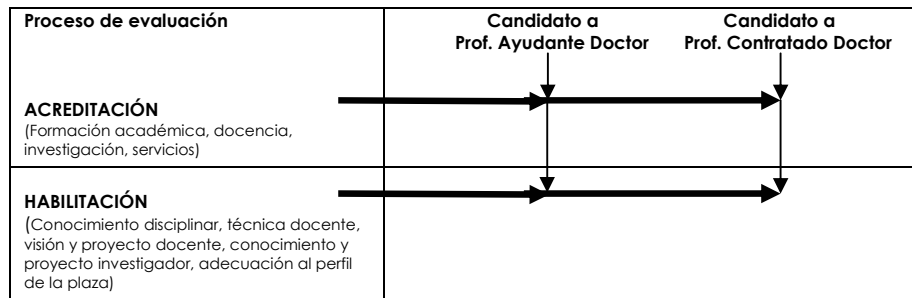 Proceso de evaluación
Candidato a
Prof. Ayudante Doctor
Candidato a
Prof. Contratado Doctor
ACREDITACIÓN
(Formación académica, docencia,
investigación, servicios)
HABILITACIÓN
(Conocimiento disciplinar, técnica docente,
visión y proyecto docente, conocimiento y
proyecto investigador, adecuación al perfil
de la plaza)